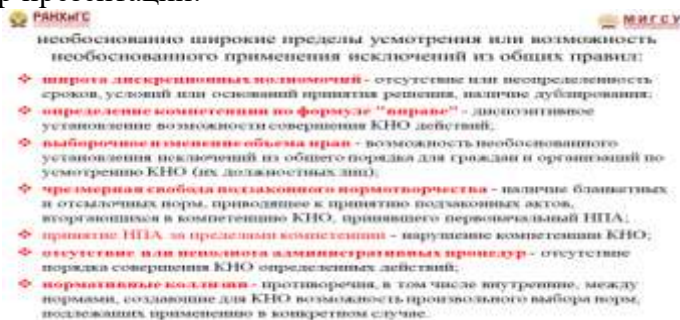 р презентации.
РАНХиГС
МИГСУ
необоснованно широкие пределы усмотрения или возможность
необоснованного применения исключений из общих правил:
широта дискреционных полномочий - отсутствие или неопределенность
сроков, условий или оснований принятия решения, наличие дублирования;
определение компетенции по формуле "вправе" - диспозитивное
установление возможности совершения КНО действий;
выборочное изменение объема прав - возможность необоснованного
установления исключений из общего порядка для граждан и организаций по
усмотрению КНО (их должностных лиц);
чрезмерная свобода подзаконного нормотворчества - наличие бланкетных
и отсылочных норм, приводящее к принятию подзаконных актов,
вторгающихся в компетенцию КНО, принявшего первоначальный НПА;
принятие НПА за пределами компетенции - нарушение компетенции КНО;
отсутствие или неполнота административных процедур - отсутствие
порядка совершения КНО определенных действий;
нормативные коллизии - противоречия, в том числе внутренние, между
нормами, создающие для КНО возможность произвольного выбора норм,
подлежащих применению в конкретном случае.